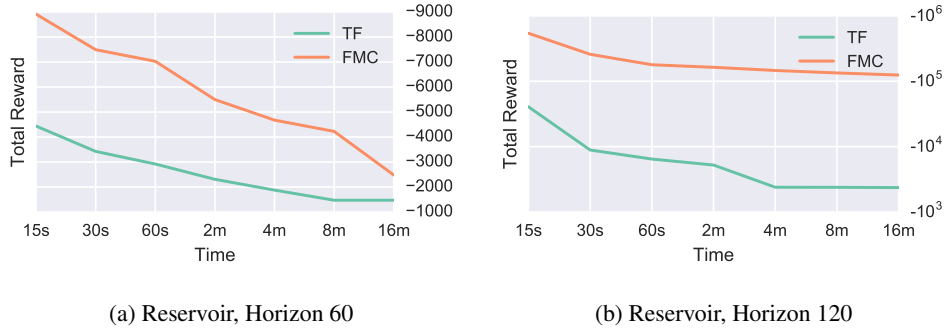 −9000
−8000
−7000
−6000
−5000
−4000
−3000
−2000
−1000
TF
FMC
Total Reward
15s 30s 60s 2m 4m 8m 16m
Time
(a) Reservoir, Horizon 60
-10^6
-10^5
-10^4
-10^3
TF
FMC
Total Reward
15s 30s 60s 2m 4m 8m 16m
Time
(b) Reservoir, Horizon 120